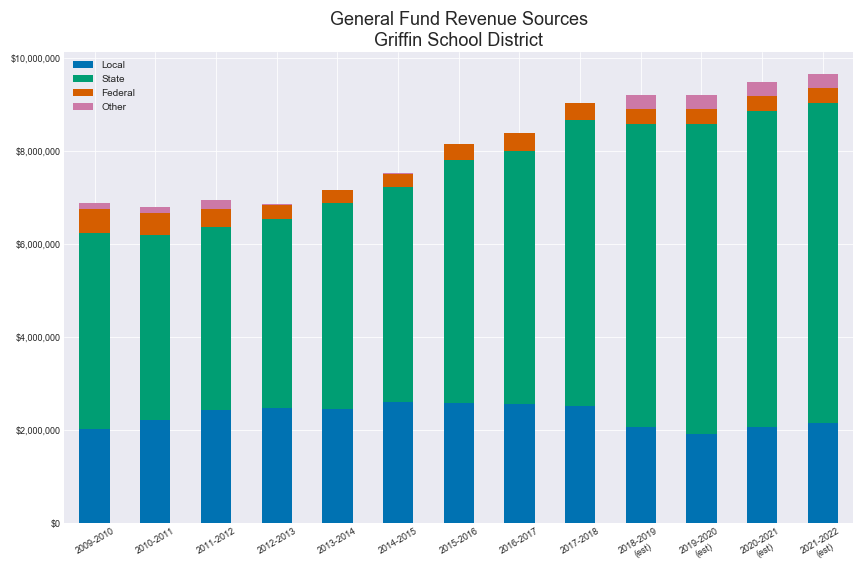 General Fund Revenue Sources
Griffin School District
$10,000,000
$8,000,000
$6,000,000
$4,000,000
$2,000,000
$0
Local
State
Federal
Other
2009-2010
2010-2011
2011-2012
2012-2013
2013-2014
2014-2015
2015-2016
2016-2017
2017-2018
2018-2019
(est)
2019-2020
(est)
2020-2021
(est)
2021-2022
(est)